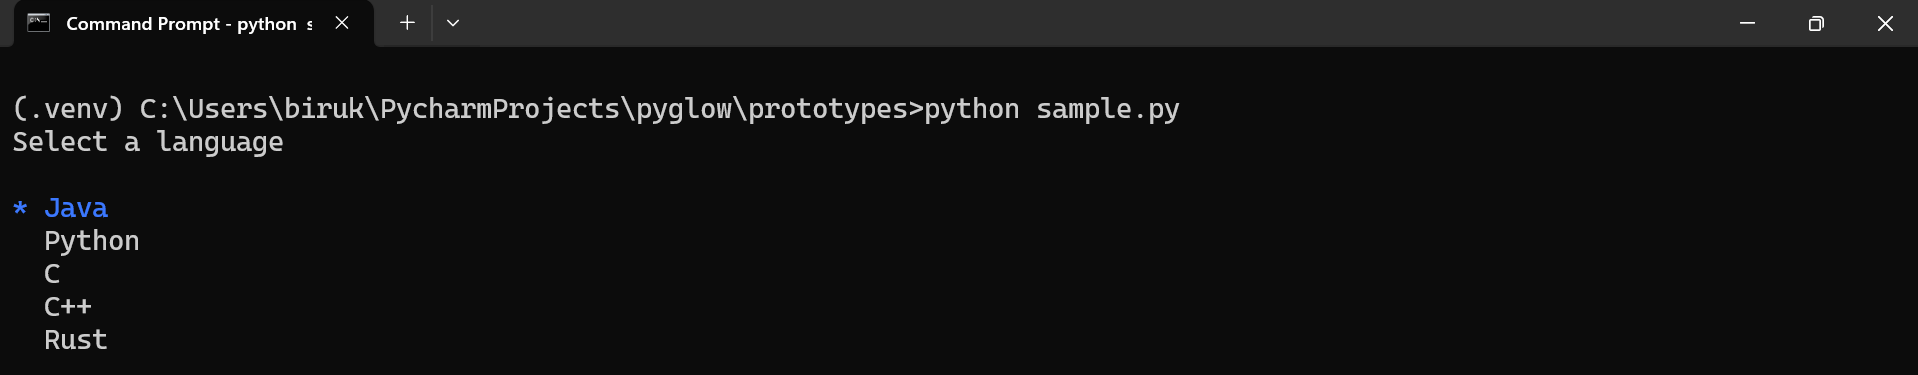 Command Prompt - python s
(.venv) C:\Users\biruk\PycharmProjects\pyglow\prototypes>python sample.py
Select a language
* Java
Python
C
C++
Rust